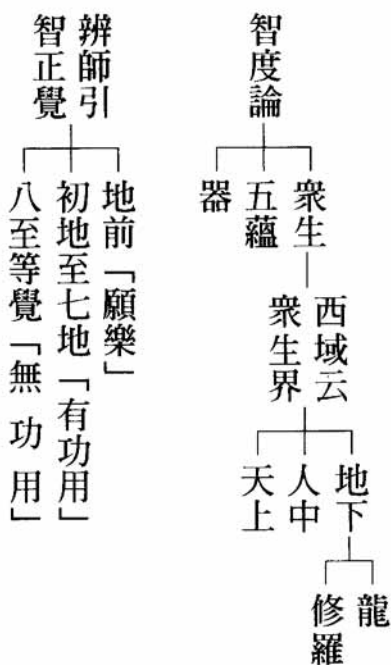 智度論
衆生
五蘊
器
西域云
衆生界
地下
人中
天上
龍
修羅
辨師引
智正覺
地前「願樂」
初地至七地「有功用」
八至等覺「無功用」